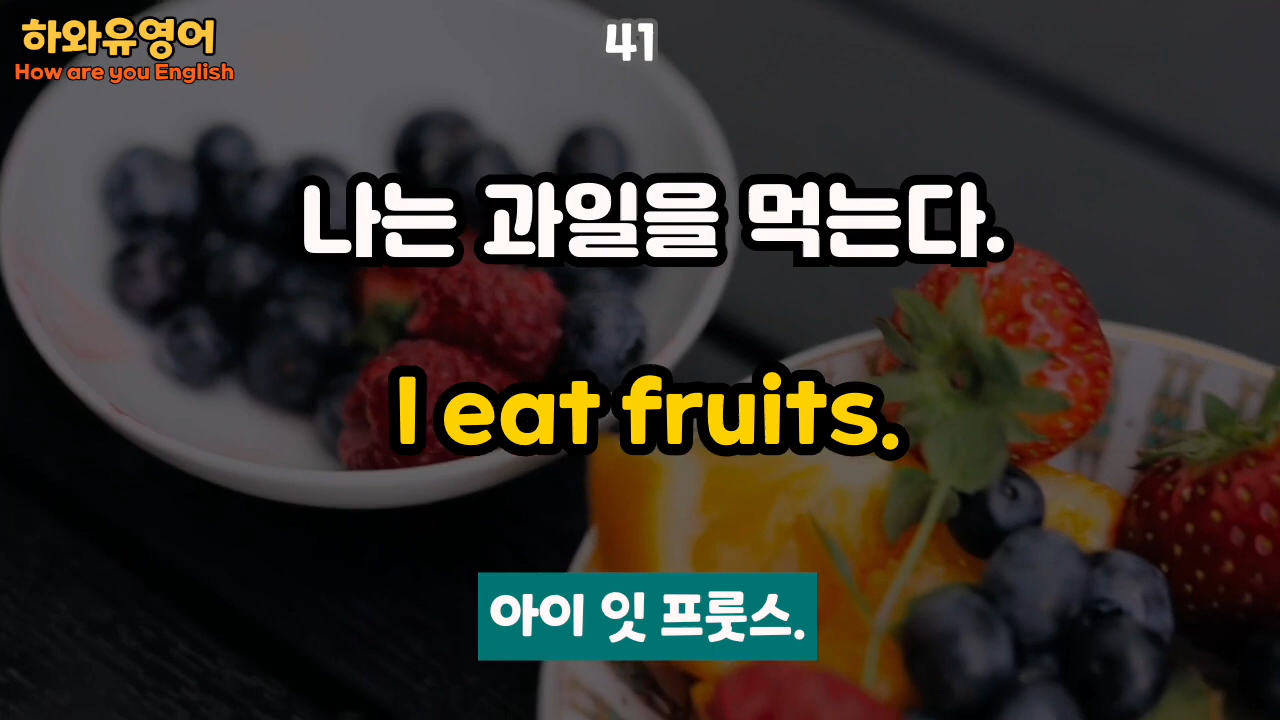 하와유영어
How are you English
41
나는 과일을 먹는다.
I eat fruits.
아이 잇 프룻스.